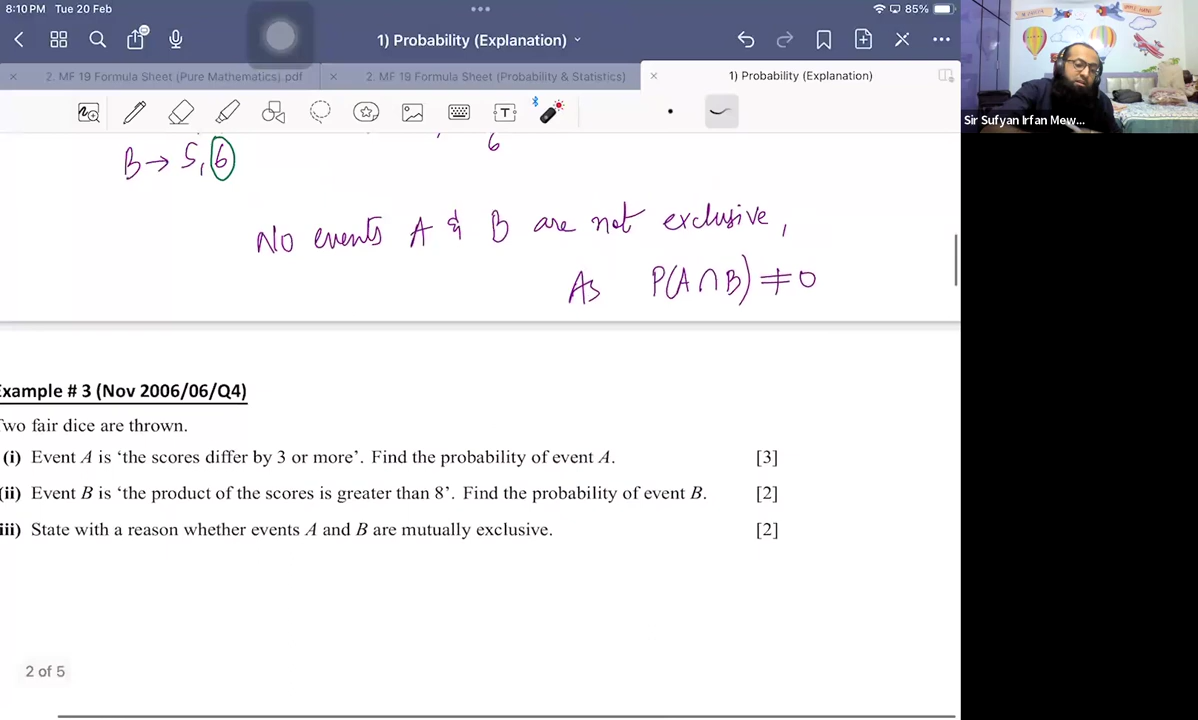 8:10 PM Tue 20 Feb
85%
1) Probability (Explanation)
2. MF 19 Formula Sheet (Pure Mathematics).pdf
2. MF 19 Formula Sheet (Probability & Statistics)
1) Probability (Explanation)
Sir Sufyan Irfan Mew...
6
B → 5, 6
No events A & B are not exclusive,
As P(A ∩ B) ≠ 0
Example # 3 (Nov 2006/06/Q4)
Two fair dice are thrown.
(i) Event A is ‘the scores differ by 3 or more’. Find the probability of event A. [3]
(ii) Event B is ‘the product of the scores is greater than 8’. Find the probability of event B. [2]
iii) State with a reason whether events A and B are mutually exclusive. [2]
2 of 5